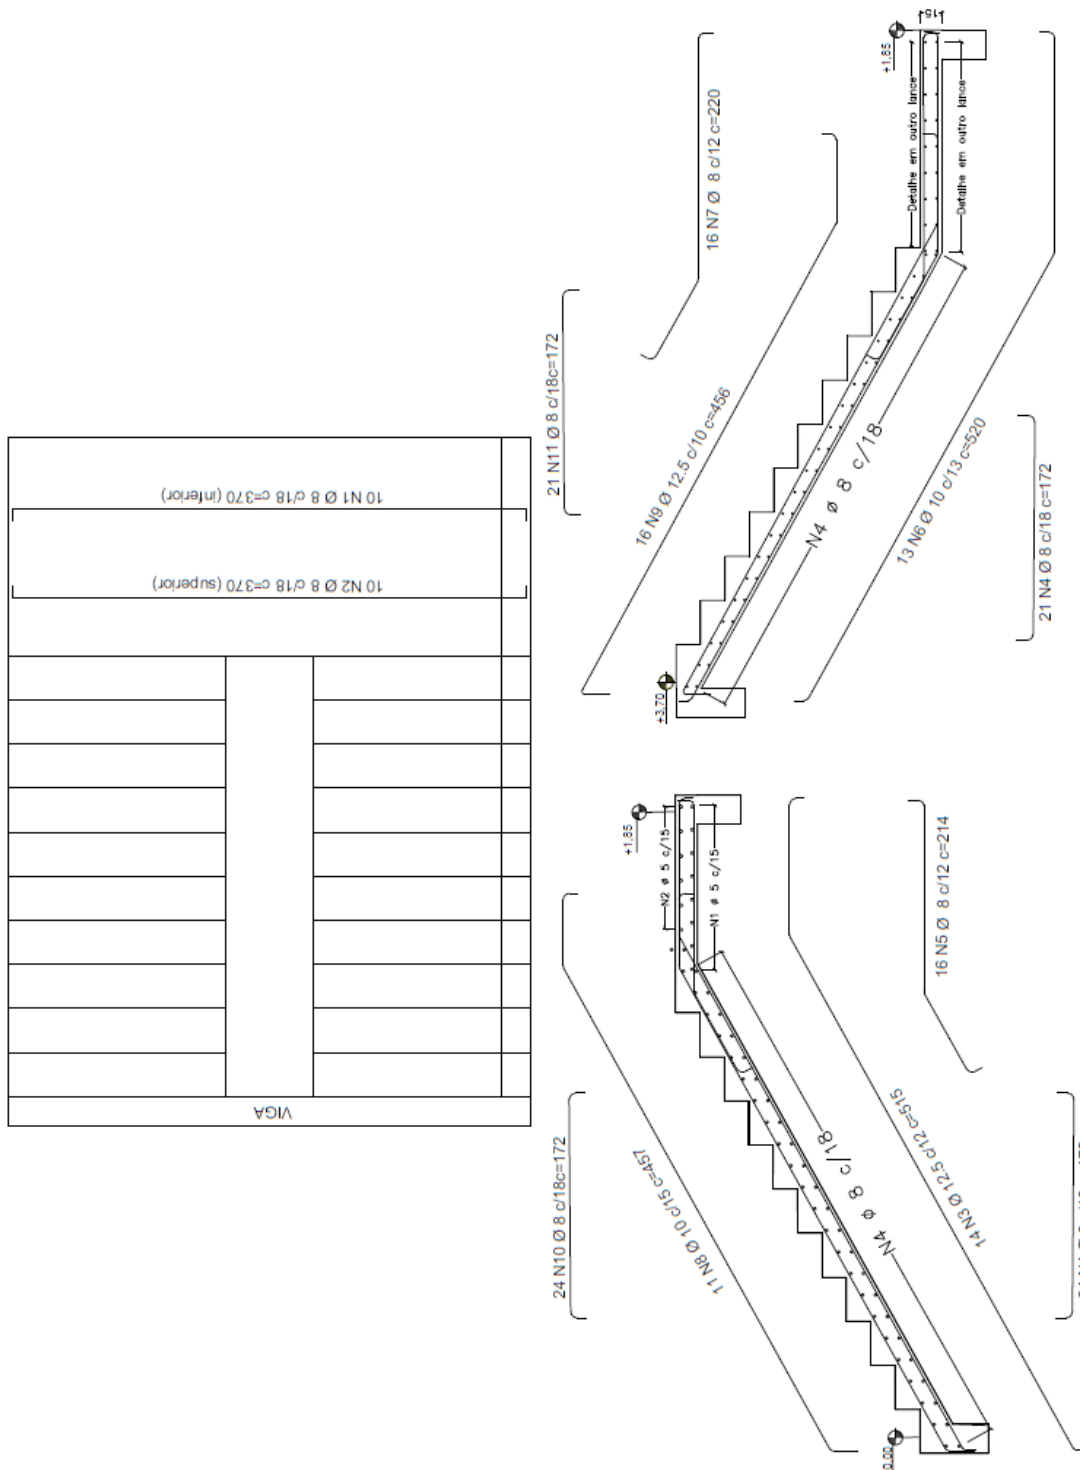 15
+1,85
Detalhe em outro lance
Detalhe em outro lance
16 N7 Ø 8 c/12 c=220
21 N11 Ø 8 c/18c=172
16 N9 Ø 12.5 c/10 c=456
N4 ø 8 c/18
13 N6 Ø 10 c/13 c=520
21 N4 Ø 8 c/18 c=172
+3,70
10 N1 Ø 8 c/18 c=370 (inferior)
10 N2 Ø 8 c/18 c=370 (superior)
VIGA
+1,85
N2 ø 5 c/15
N1 ø 5 c/15
16 N5 Ø 8 c/12 c=214
24 N10 Ø 8 c/18c=172
11 N8 Ø 10 c/15 c=457
N4 ø 8 c/18
14 N3 Ø 12.5 c/12 c=515
0,00